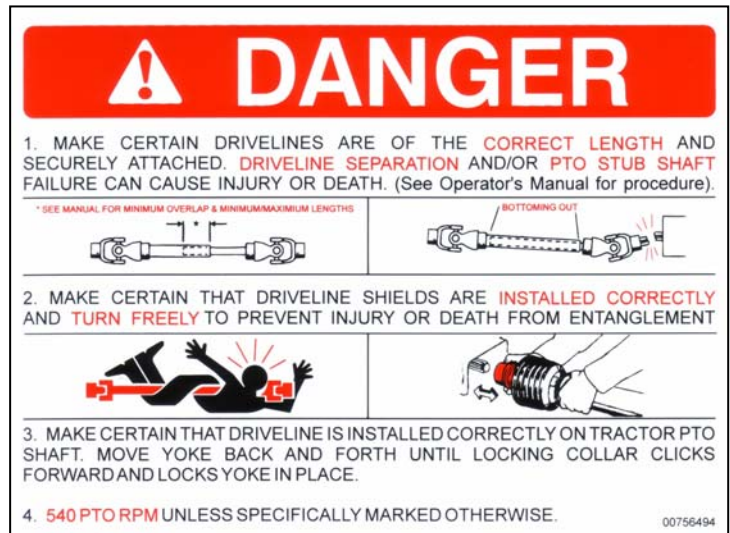 DANGER
1. MAKE CERTAIN DRIVELINES ARE OF THE CORRECT LENGTH AND
SECURELY ATTACHED. DRIVELINE SEPARATION AND/OR PTO STUB SHAFT
FAILURE CAN CAUSE INJURY OR DEATH. (See Operator's Manual for procedure).
* SEE MANUAL FOR MINIMUM OVERLAP & MINIMUM/MAXIMIUM LENGTHS
*
BOTTOMING OUT
2. MAKE CERTAIN THAT DRIVELINE SHIELDS ARE INSTALLED CORRECTLY
AND TURN FREELY TO PREVENT INJURY OR DEATH FROM ENTANGLEMENT
3. MAKE CERTAIN THAT DRIVELINE IS INSTALLED CORRECTLY ON TRACTOR PTO
SHAFT. MOVE YOKE BACK AND FORTH UNTIL LOCKING COLLAR CLICKS
FORWARD AND LOCKS YOKE IN PLACE.
4. 540 PTO RPM UNLESS SPECIFICALLY MARKED OTHERWISE.
00756494